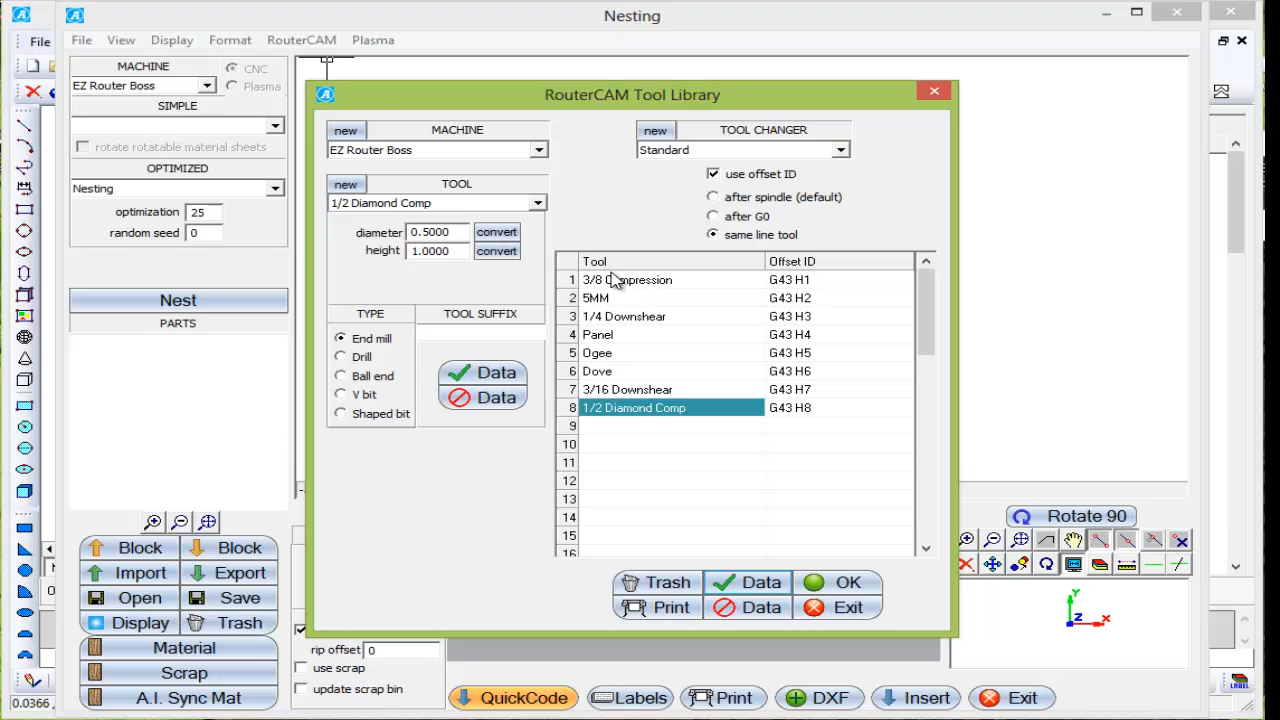 Nesting
File
File View Display Format RouterCAM Plasma
MACHINE
CNC
EZ Router Boss
Plasma
SIMPLE
rotate rotatable material sheets
OPTIMIZED
Nesting
optimization 25
random seed 0
Nest
PARTS
Block Block
Import Export
Open Save
Display Trash
Material
Scrap
A.I. Sync Mat
0.0366
RouterCAM Tool Library
new MACHINE
EZ Router Boss
new TOOL CHANGER
Standard
use offset ID
after spindle (default)
after G0
same line tool
new TOOL
1/2 Diamond Comp
diameter 0.5000 convert
height 1.0000 convert
TYPE
End mill
Drill
Ball end
V bit
Shaped bit
TOOL SUFFIX
Data
Data
Tool Offset ID
1 3/8 Compression G43 H1
2 5MM G43 H2
3 1/4 Downshear G43 H3
4 Panel G43 H4
5 Ogee G43 H5
6 Dove G43 H6
7 3/16 Downshear G43 H7
8 1/2 Diamond Comp G43 H8
9
10
11
12
13
14
15
16
Trash Data OK
Print Data Exit
Rotate 90
Y
Z X
rip offset 0
use scrap
update scrap bin
QuickCode Labels Print DXF Insert Exit
LABEL